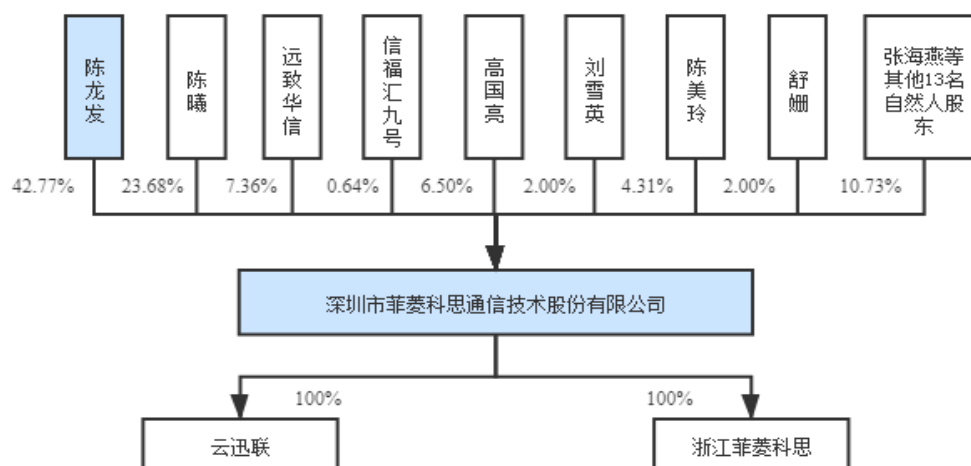 陈龙发
陈曦
远致华信
信福汇九号
高国亮
刘雪英
陈美玲
舒姗
张海燕等
其他13名
自然人股
东
42.77%
23.68%
7.36%
0.64%
6.50%
2.00%
4.31%
2.00%
10.73%
深圳市菲菱科思通信技术股份有限公司
100%
100%
云迅联
浙江菲菱科思